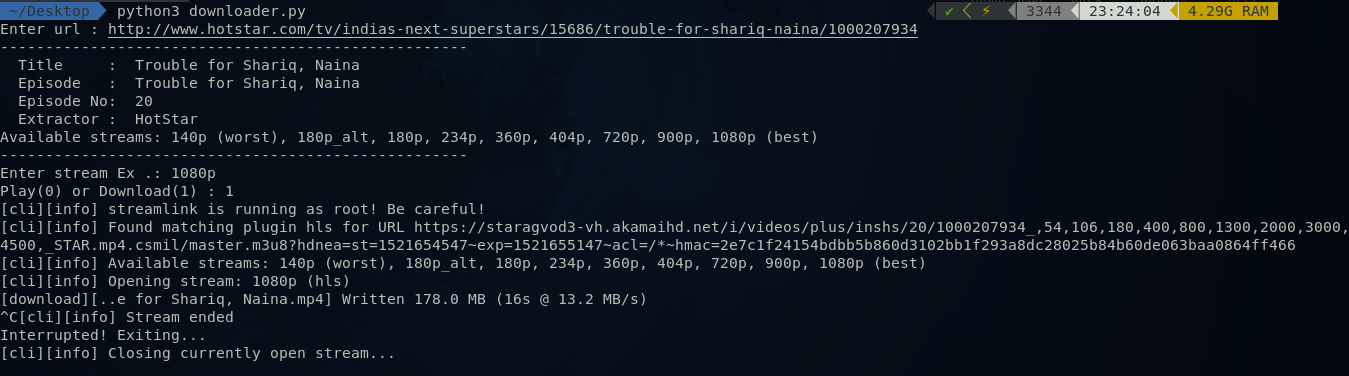 ~/Desktop python3 downloader.py ✔ ⚡ 3344 23:24:04 4.29G RAM
Enter url : http://www.hotstar.com/tv/indias-next-superstars/15686/trouble-for-shariq-naina/1000207934
----------------------------------------------------
Title : Trouble for Shariq, Naina
Episode : Trouble for Shariq, Naina
Episode No: 20
Extractor : HotStar
Available streams: 140p (worst), 180p_alt, 180p, 234p, 360p, 404p, 720p, 900p, 1080p (best)
----------------------------------------------------
Enter stream Ex .: 1080p
Play(0) or Download(1) : 1
[cli][info] streamlink is running as root! Be careful!
[cli][info] Found matching plugin hls for URL https://staragvod3-vh.akamaihd.net/i/videos/plus/inshs/20/1000207934_,54,106,180,400,800,1300,2000,3000,
4500,_STAR.mp4.csmil/master.m3u8?hdnea=st=1521654547~exp=1521655147~acl=/*~hmac=2e7c1f24154bdbb5b860d3102bb1f293a8dc28025b84b60de063baa0864ff466
[cli][info] Available streams: 140p (worst), 180p_alt, 180p, 234p, 360p, 404p, 720p, 900p, 1080p (best)
[cli][info] Opening stream: 1080p (hls)
[download][..e for Shariq, Naina.mp4] Written 178.0 MB (16s @ 13.2 MB/s)
^C[cli][info] Stream ended
Interrupted! Exiting...
[cli][info] Closing currently open stream...